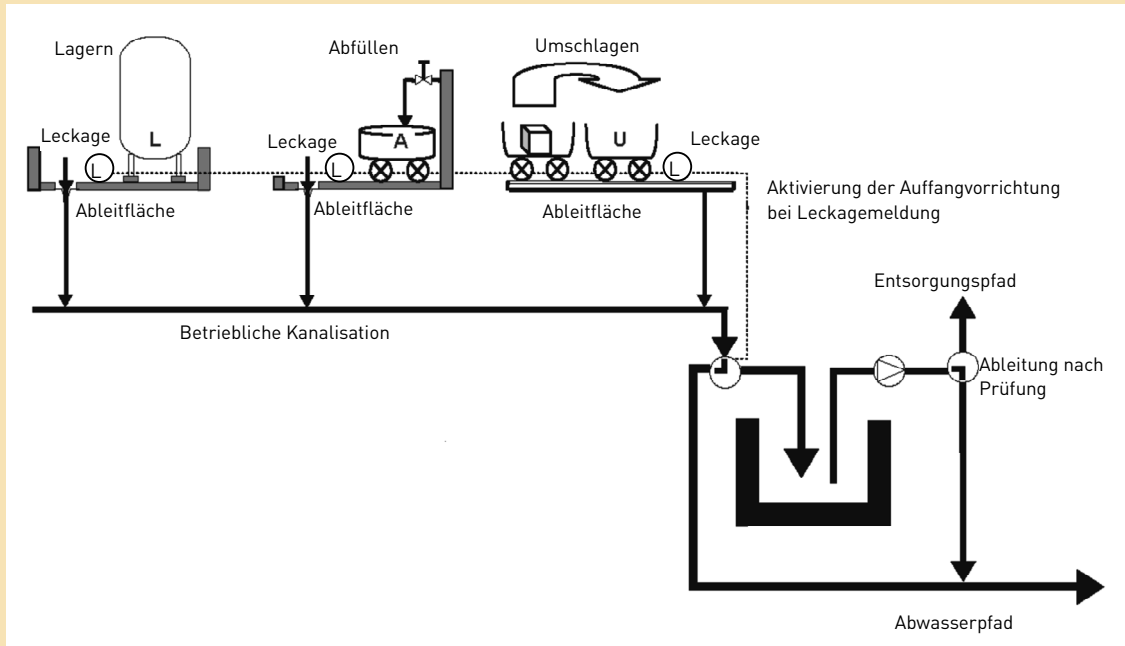 Lagern
Abfüllen
Umschlagen
Leckage
L
L
Leckage
L
A
U
Leckage
L
Ableitfläche
Ableitfläche
Ableitfläche
Aktivierung der Auffangvorrichtung
bei Leckagemeldung
Entsorgungspfad
Betriebliche Kanalisation
Ableitung nach
Prüfung
Abwasserpfad